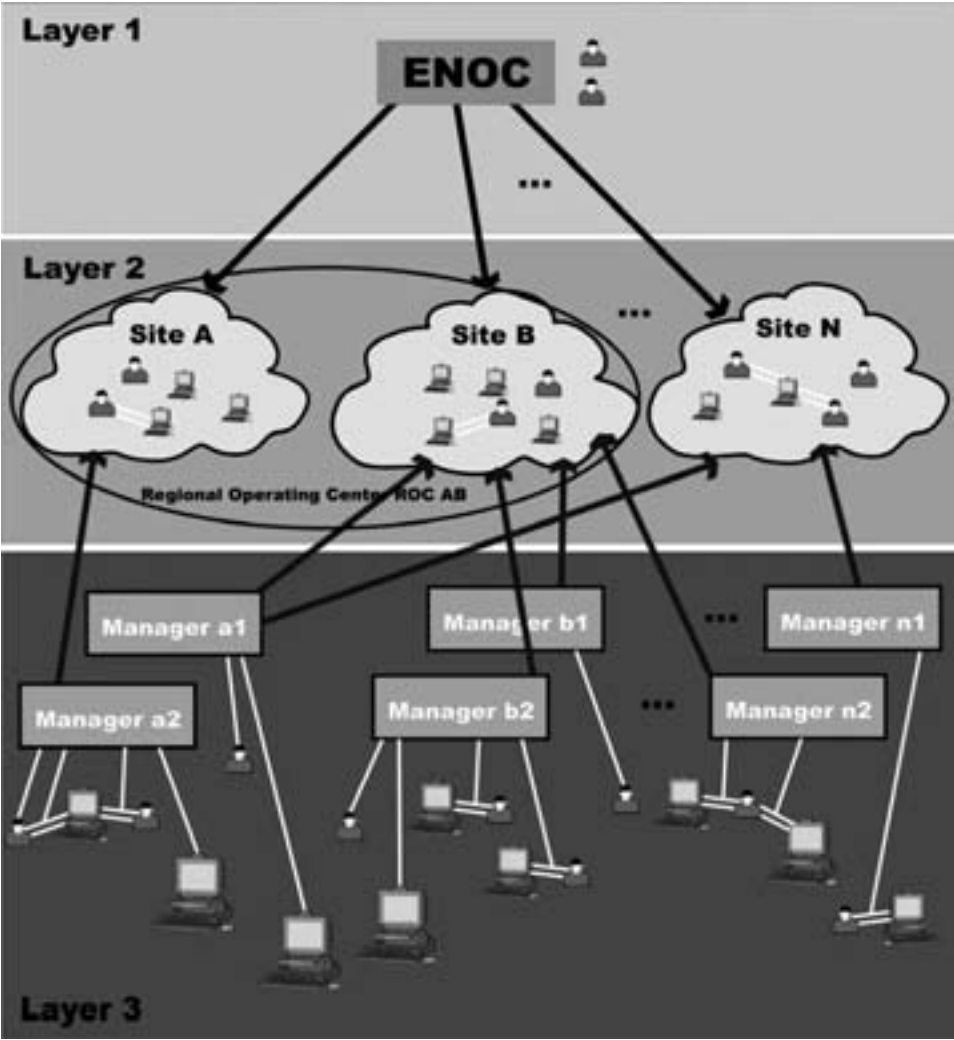 Layer 1
ENOC
...
Layer 2
...
Site A
Site B
Site N
Regional Operating Center ROC AB
Manager a1
Manager b1
...
Manager n1
Manager a2
Manager b2
...
Manager n2
Layer 3